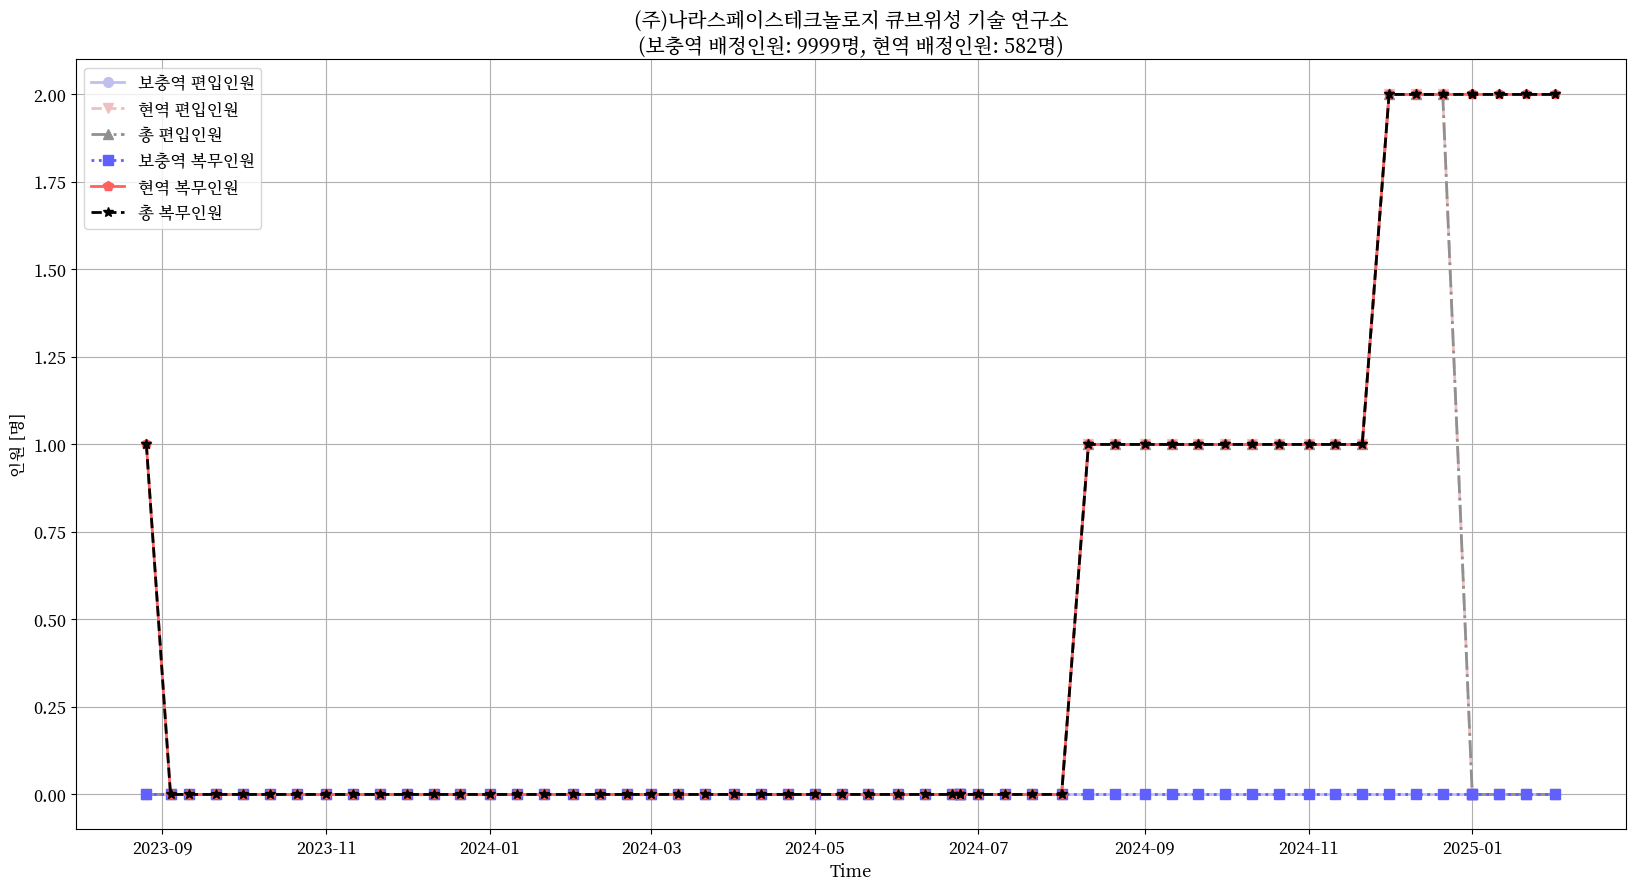 (주)나라스페이스테크놀로지 큐브위성 기술 연구소
(보충역 배정인원: 9999명, 현역 배정인원: 582명)
보충역 편입인원
현역 편입인원
총 편입인원
보충역 복무인원
현역 복무인원
총 복무인원
2.00
1.75
1.50
1.25
1.00
0.75
0.50
0.25
0.00
인원 [명]
2023-09
2023-11
2024-01
2024-03
2024-05
2024-07
2024-09
2024-11
2025-01
Time